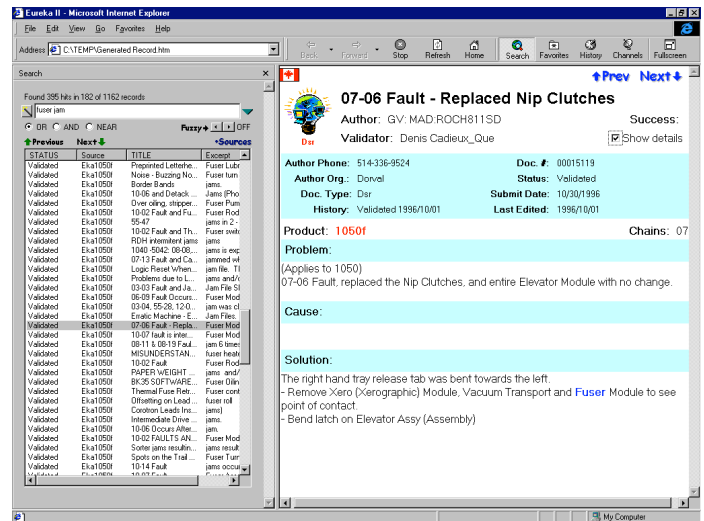 Eureka II - Microsoft Internet Explorer
File Edit View Go Favorites Help
Address C:\TEMP\Generated Record.htm
Back Forward Stop Refresh Home Search Favorites History Channels Fullscreen
Search
Found 395 hits in 182 of 1162 records
fuser jam
OR AND NEAR Fuzzy OFF
Previous Next Sources
STATUS Source TITLE Excerpt
Validated Eka1050f Preprinted Letterhe... Fuser Lubr
Validated Eka1050f Noise - Buzzing No... Fuser turn
Validated Eka1050f Border Bands jams.
Validated Eka1050f 10-06 and Detack ... Jams (Pho
Validated Eka1050f Over oiling, stripper... Fuser Pum
Validated Eka1050f 10-02 Fault and Fu... Fuser Rod
Validated Eka1050f 55-47 jams in 2 -
Validated Eka1050f 10-02 Fault and Th... Fuser switc
Validated Eka1050f RDH intermitent jams jams
Validated Eka1050f 1040 -5042: 08-08,... jams is exp
Validated Eka1050f 07-13 Fault and Ca... jammed wh
Validated Eka1050f Logic Reset When... jam file. Tl
Validated Eka1050f Problems due to L... jams and/c
Validated Eka1050f 03-03 Fault and Ja... Jam File Sl
Validated Eka1050f 06-09 Fault Occurs... Fuser Mod
Validated Eka1050f 03-04, 55-28, 12-0... jam was cl
Validated Eka1050f Erratic Machine - E... Jam Files.
Validated Eka1050f 07-06 Fault - Repla... Fuser Mod
Validated Eka1050f 10-07 fault is inter... Fuser Mod
Validated Eka1050f 08-11 & 08-19 Faul... jam 6 times
Validated Eka1050f MISUNDERSTAN... fuser heate
Validated Eka1050f 10-02 Fault Fuser Rod
Validated Eka1050f PAPER WEIGHT ... jams and/
Validated Eka1050f BK35 SOFTWARE... Fuser Oilin
Validated Eka1050f Thermal Fuse Retr... Fuser cont
Validated Eka1050f Offsetting on Lead... fuser roll
Validated Eka1050f Corotron Leads Ins... jams)
Validated Eka1050f Intermediate Drive ... jams.
Validated Eka1050f 10-06 Occurs After... jam.
Validated Eka1050f 10-02 FAULTS AN... Fuser Mod
Validated Eka1050f Sorter jams resultin... jams result
Validated Eka1050f Spots on the Trail ... Fuser Turr
Validated Eka1050f 10-14 Fault jams occur
Prev Next
07-06 Fault - Replaced Nip Clutches
Author: GV: MAD:ROCH811SD Success:
Dsr Validator: Denis Cadieux_Que Show details
Author Phone: 514-336-9524 Doc. #: 00015119
Author Org.: Dorval Status: Validated
Doc. Type: Dsr Submit Date: 10/30/1996
History: Validated 1996/10/01 Last Edited: 1996/10/01
Product: 1050f Chains: 07
Problem:
(Applies to 1050)
07-06 Fault, replaced the Nip Clutches, and entire Elevator Module with no change.
Cause:
Solution:
The right hand tray release tab was bent towards the left.
- Remove Xero (Xerographic) Module, Vacuum Transport and Fuser Module to see
point of contact.
- Bend latch on Elevator Assy (Assembly)
My Computer